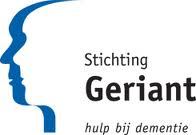 Stichting
Geriant
hulp bij dementie